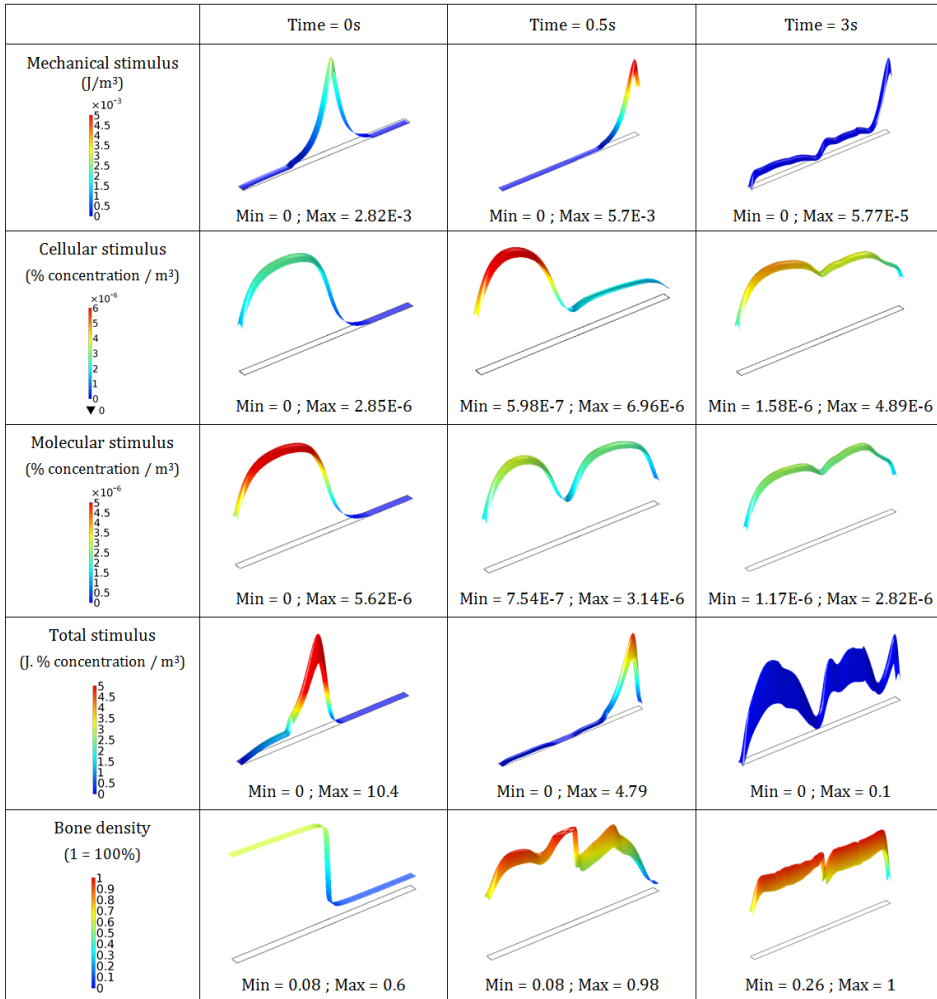 Time = 0s
Time = 0.5s
Time = 3s
Mechanical stimulus
(J/m³)
×10⁻³
5
4.5
4
3.5
3
2.5
2
1.5
1
0.5
0
Min = 0 ; Max = 2.82E-3
Min = 0 ; Max = 5.7E-3
Min = 0 ; Max = 5.77E-5
Cellular stimulus
(% concentration / m³)
×10⁻⁶
6
5
4
3
2
1
0
▼ 0
Min = 0 ; Max = 2.85E-6
Min = 5.98E-7 ; Max = 6.96E-6
Min = 1.58E-6 ; Max = 4.89E-6
Molecular stimulus
(% concentration / m³)
×10⁻⁶
5
4.5
4
3.5
3
2.5
2
1.5
1
0.5
0
Min = 0 ; Max = 5.62E-6
Min = 7.54E-7 ; Max = 3.14E-6
Min = 1.17E-6 ; Max = 2.82E-6
Total stimulus
(J. % concentration / m³)
5
4.5
4
3.5
3
2.5
2
1.5
1
0.5
0
Min = 0 ; Max = 10.4
Min = 0 ; Max = 4.79
Min = 0 ; Max = 0.1
Bone density
(1 = 100%)
1
0.9
0.8
0.7
0.6
0.5
0.4
0.3
0.2
0.1
0
Min = 0.08 ; Max = 0.6
Min = 0.08 ; Max = 0.98
Min = 0.26 ; Max = 1